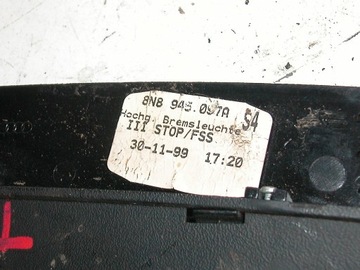 8N8 945.097A
Hochg. Bremsleuchte 54
III STOP/FSS
30-11-99 17:20